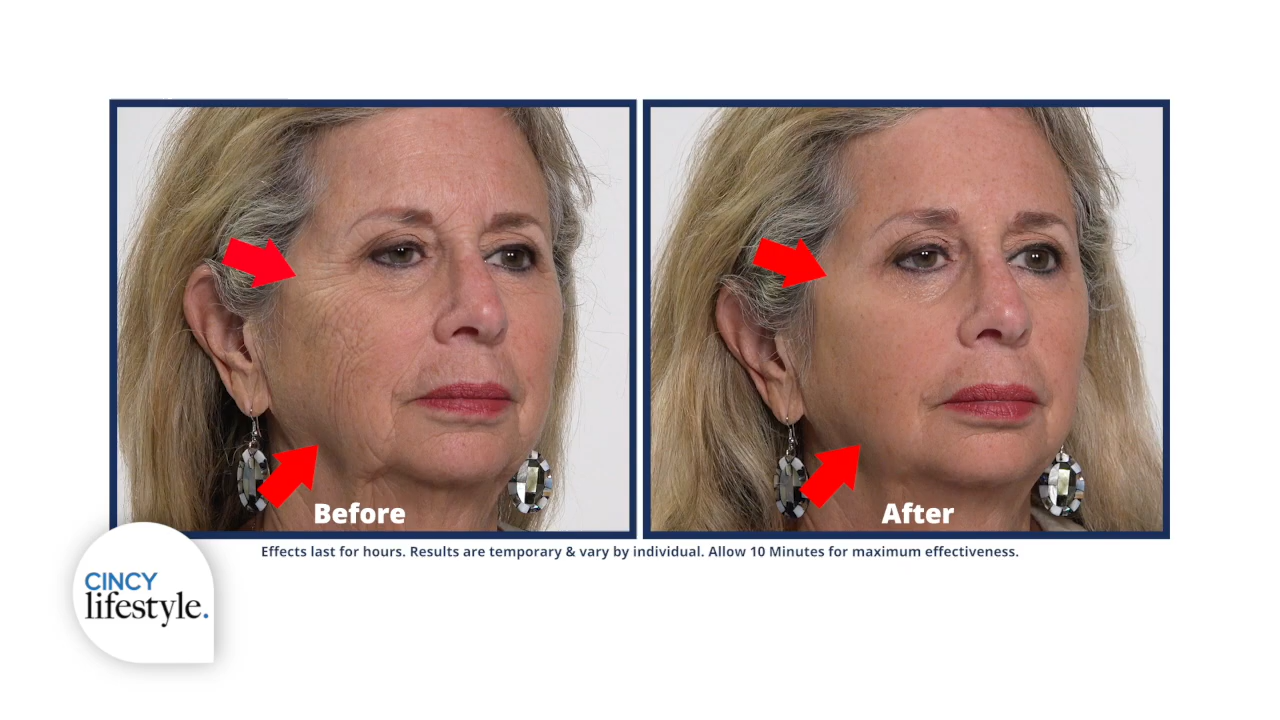 Before
After
Effects last for hours. Results are temporary & vary by individual. Allow 10 Minutes for maximum effectiveness.
CINCY
lifestyle.